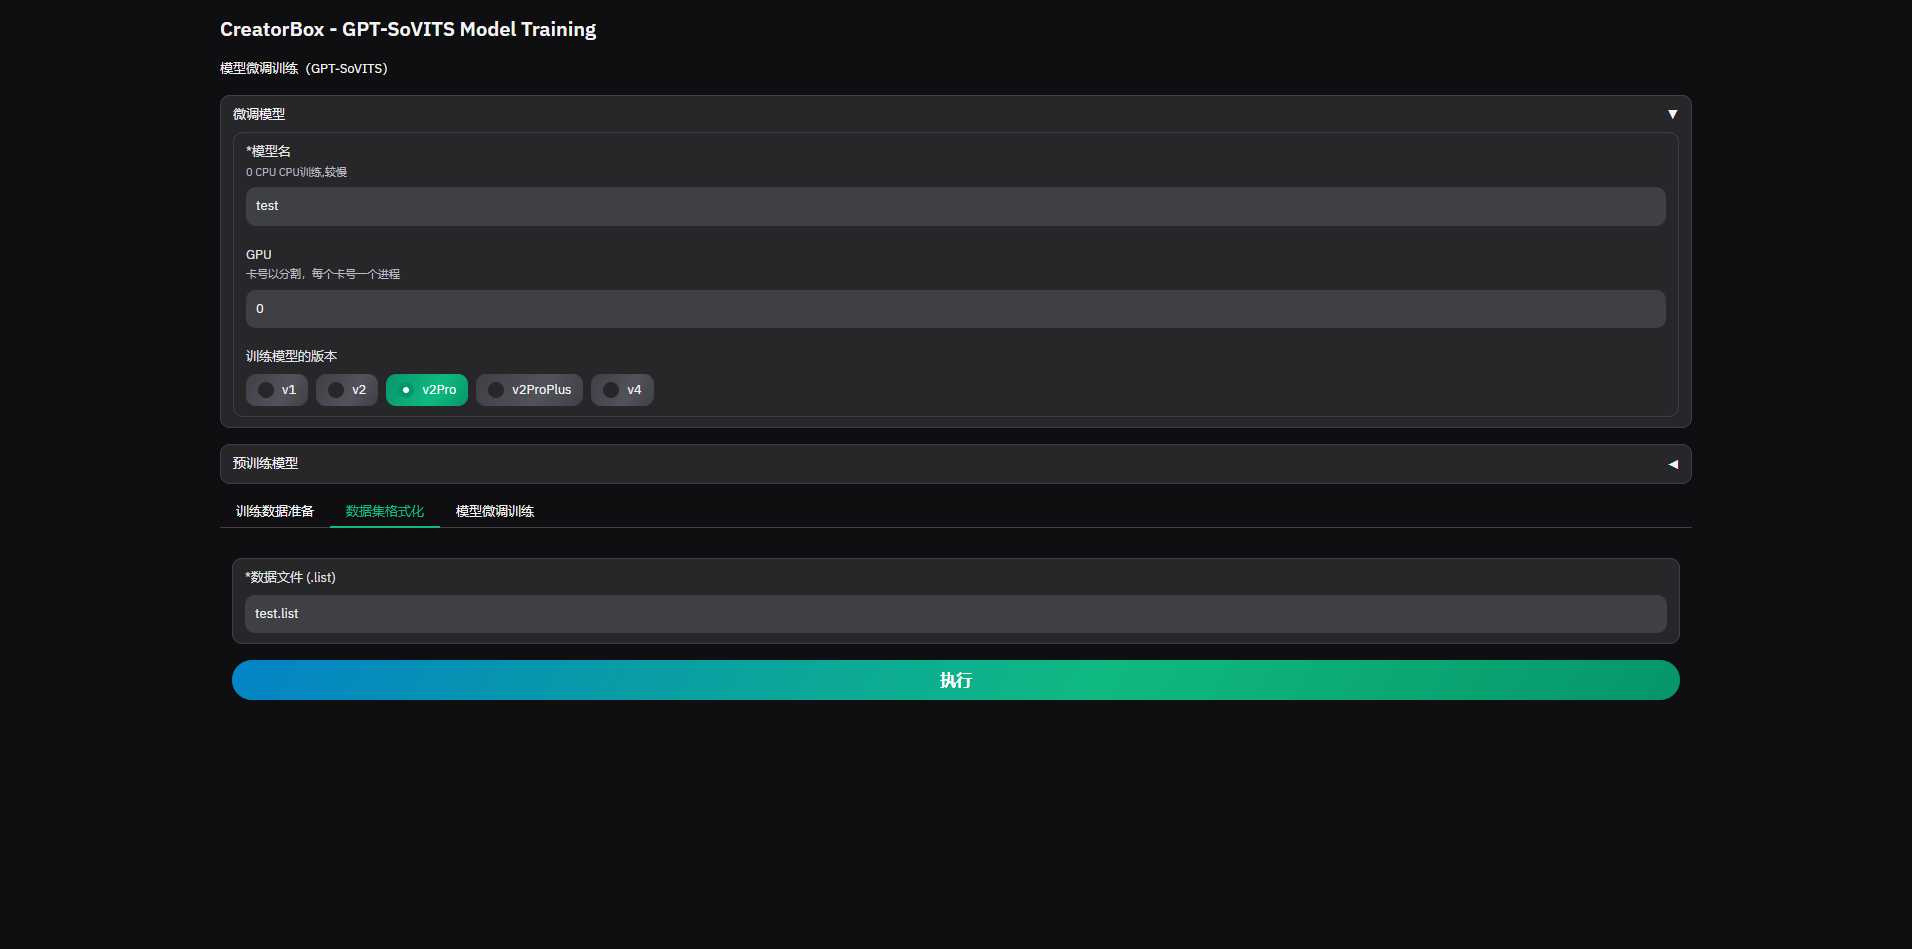 CreatorBox - GPT-SoVITS Model Training
模型微调训练（GPT-SoVITS）
微调模型
*模型名
0 CPU CPU训练,较慢
test
GPU
卡号以分割，每个卡号一个进程
0
训练模型的版本
v1 v2 v2Pro v2ProPlus v4
预训练模型
训练数据准备 数据集格式化 模型微调训练
*数据文件 (.list)
test.list
执行